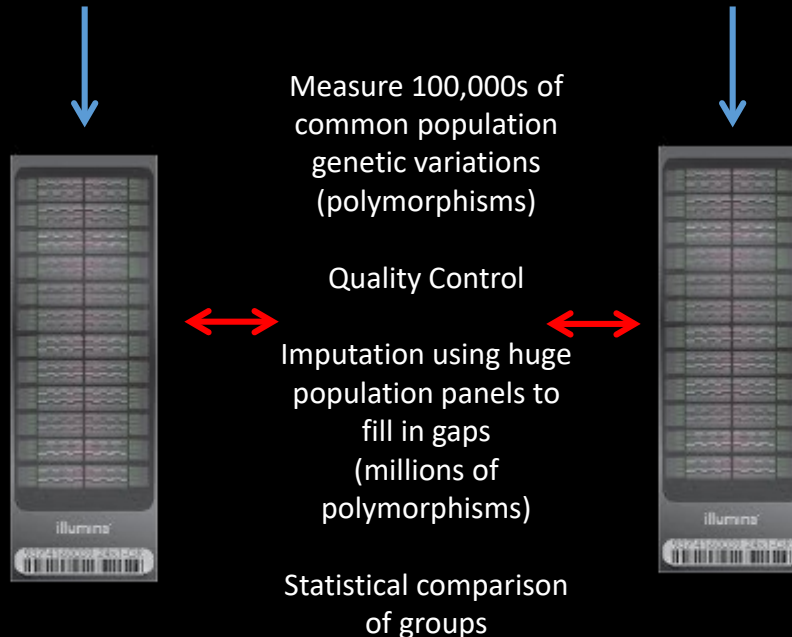 Measure 100,000s of
common population
genetic variations
(polymorphisms)
Quality Control
Imputation using huge
population panels to
fill in gaps
(millions of
polymorphisms)
Statistical comparison
of groups
illumina
illumina